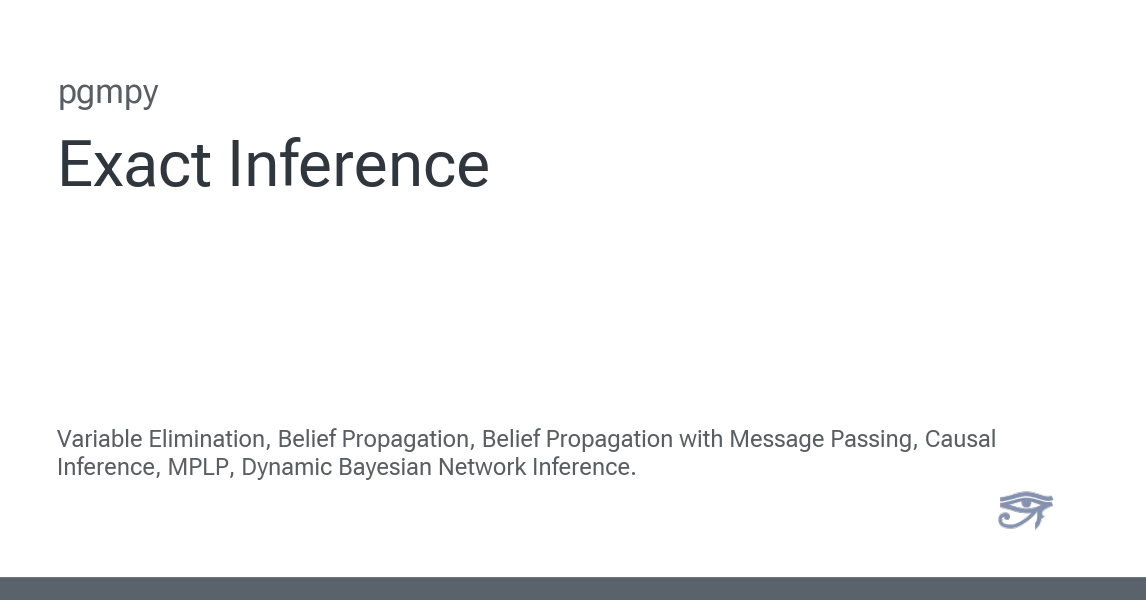 pgmpy
Exact Inference
Variable Elimination, Belief Propagation, Belief Propagation with Message Passing, Causal
Inference, MPLP, Dynamic Bayesian Network Inference.